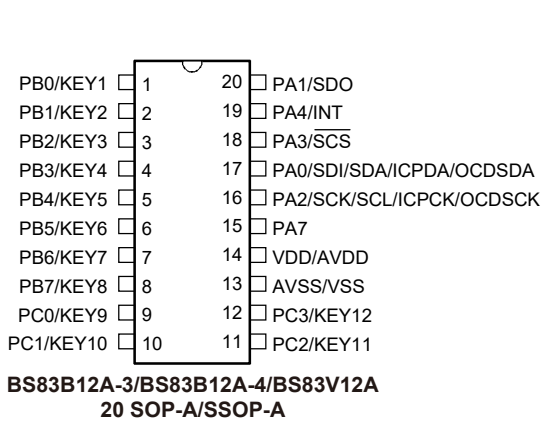 PB0/KEY1 1 20 PA1/SDO
PB1/KEY2 2 19 PA4/INT
PB2/KEY3 3 18 PA3/SCS
PB3/KEY4 4 17 PA0/SDI/SDA/ICPDA/OCDSDA
PB4/KEY5 5 16 PA2/SCK/SCL/ICPCK/OCDSCK
PB5/KEY6 6 15 PA7
PB6/KEY7 7 14 VDD/AVDD
PB7/KEY8 8 13 AVSS/VSS
PC0/KEY9 9 12 PC3/KEY12
PC1/KEY10 10 11 PC2/KEY11
BS83B12A-3/BS83B12A-4/BS83V12A
20 SOP-A/SSOP-A